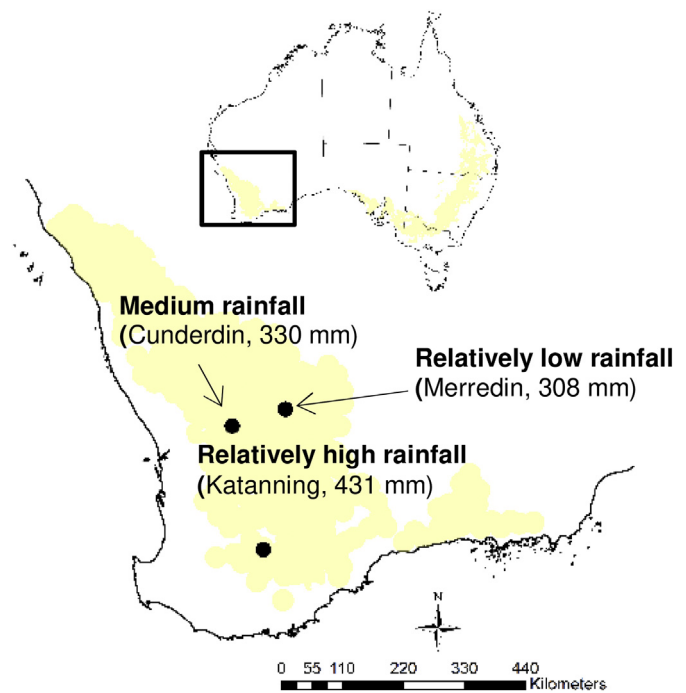 Medium rainfall
(Cunderdin, 330 mm)
Relatively low rainfall
(Merredin, 308 mm)
Relatively high rainfall
(Katanning, 431 mm)
N
0 55 110 220 330 440
Kilometers